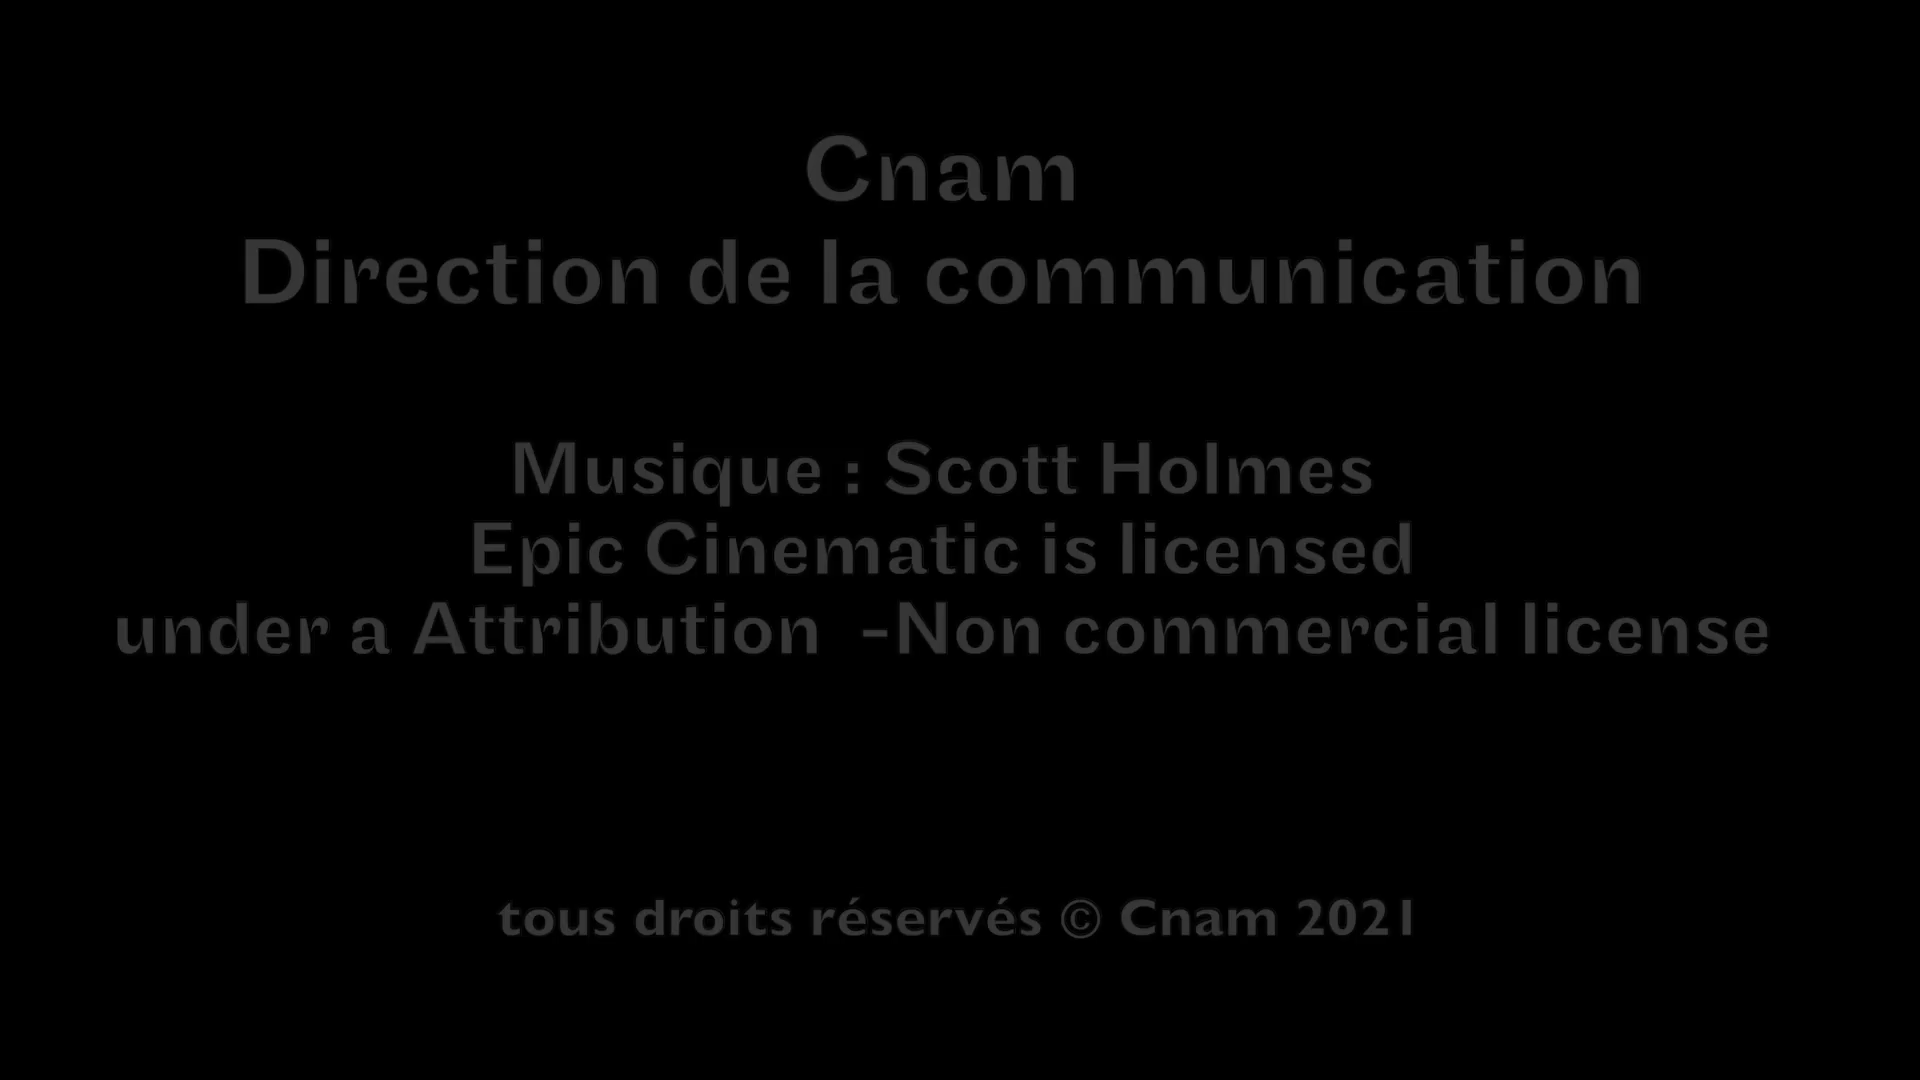 Cnam
Direction de la communication
Musique : Scott Holmes
Epic Cinematic is licensed
under a Attribution  -Non commercial license
tous droits réservés © Cnam 2021